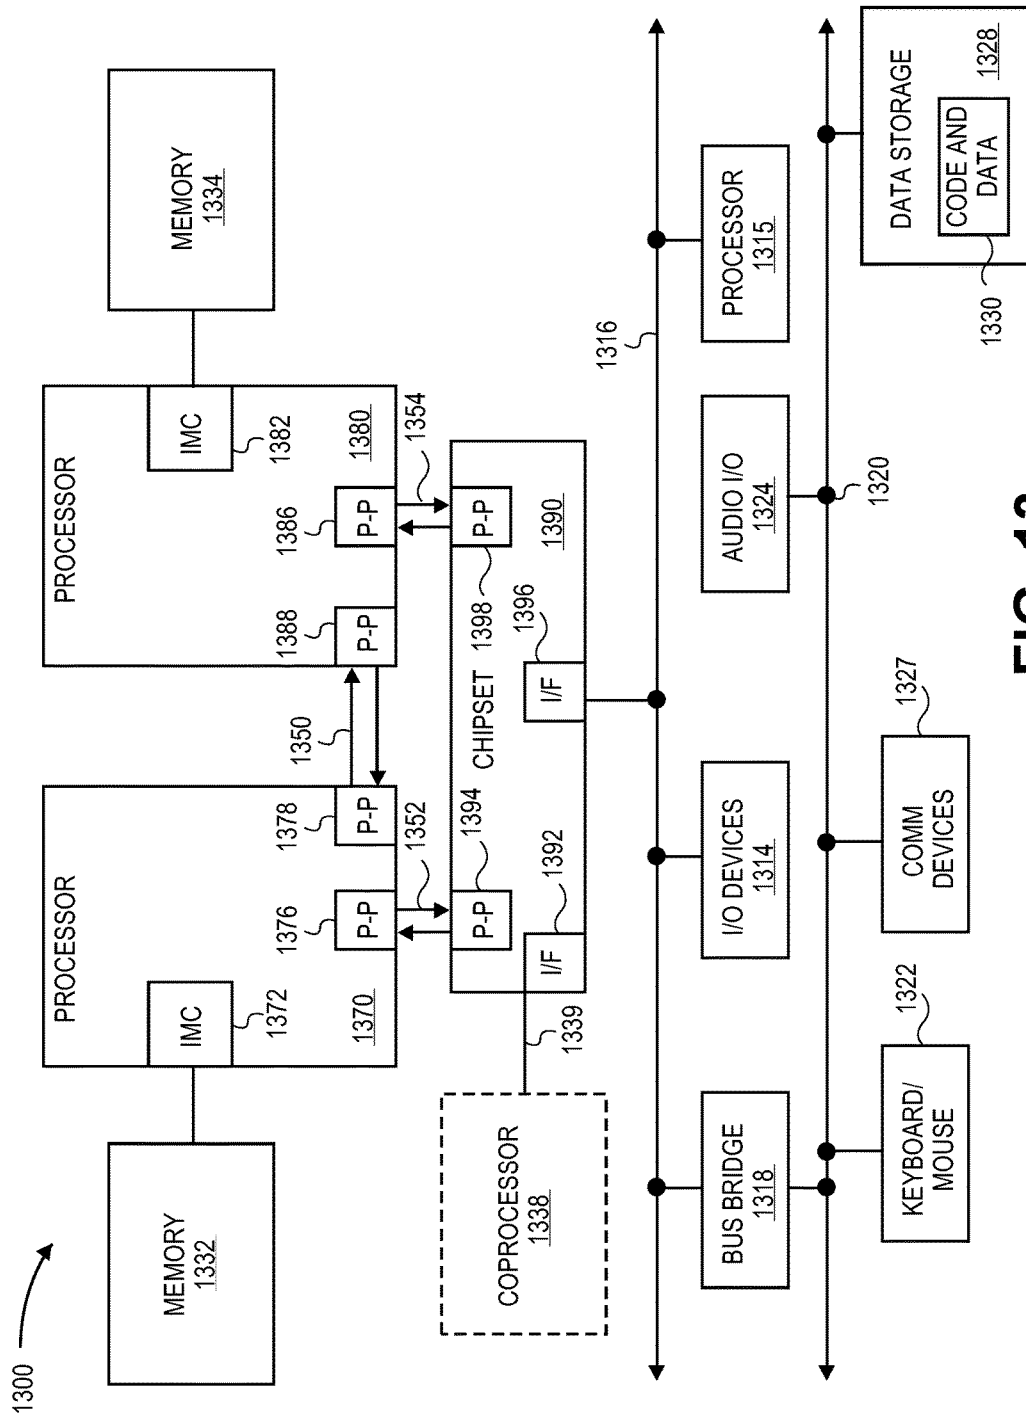 1300
PROCESSOR
PROCESSOR
MEMORY
1332
IMC
1372
1370
1376
P-P
1378
P-P
1350
1388
P-P
1386
P-P
IMC
1382
1380
MEMORY
1334
1352
1354
COPROCESSOR
1338
1339
P-P
1394
I/F
1392
CHIPSET
I/F
1396
P-P
1398
1390
1316
BUS BRIDGE
1318
I/O DEVICES
1314
AUDIO I/O
1324
PROCESSOR
1315
1320
KEYBOARD/
MOUSE
1322
COMM
DEVICES
1327
DATA STORAGE
1328
CODE AND
DATA
1330